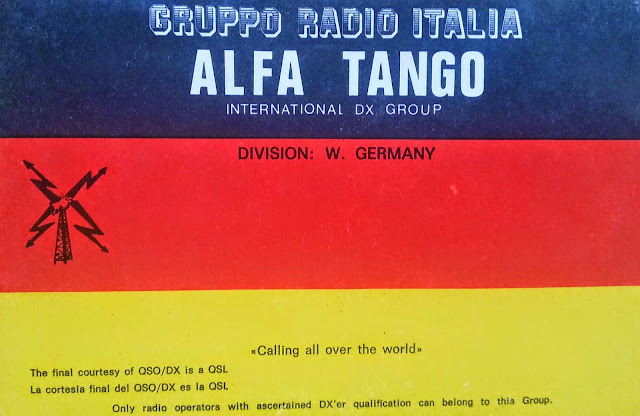 GRUPPO RADIO ITALIA
ALFA TANGO
INTERNATIONAL DX GROUP
DIVISION: W. GERMANY
«Calling all over the world»
The final courtesy of QSO/DX is a QSL
La cortesia final del QSO/DX es la QSL
Only radio operators with ascertained DX'er qualification can belong to this Group.